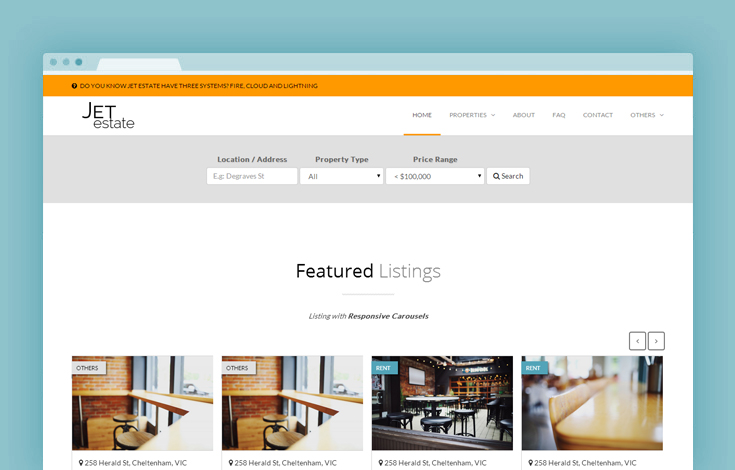 DO YOU KNOW JET ESTATE HAVE THREE SYSTEMS? FIRE, CLOUD AND LIGHTNING
JET
estate
HOME PROPERTIES ABOUT FAQ CONTACT OTHERS
Location / Address Property Type Price Range
E.g: Degraves St All < $100,000 Search
Featured Listings
Listing with Responsive Carousels
OTHERS OTHERS RENT RENT
258 Herald St, Cheltenham, VIC 258 Herald St, Cheltenham, VIC 258 Herald St, Cheltenham, VIC 258 Herald St, Cheltenham, VIC